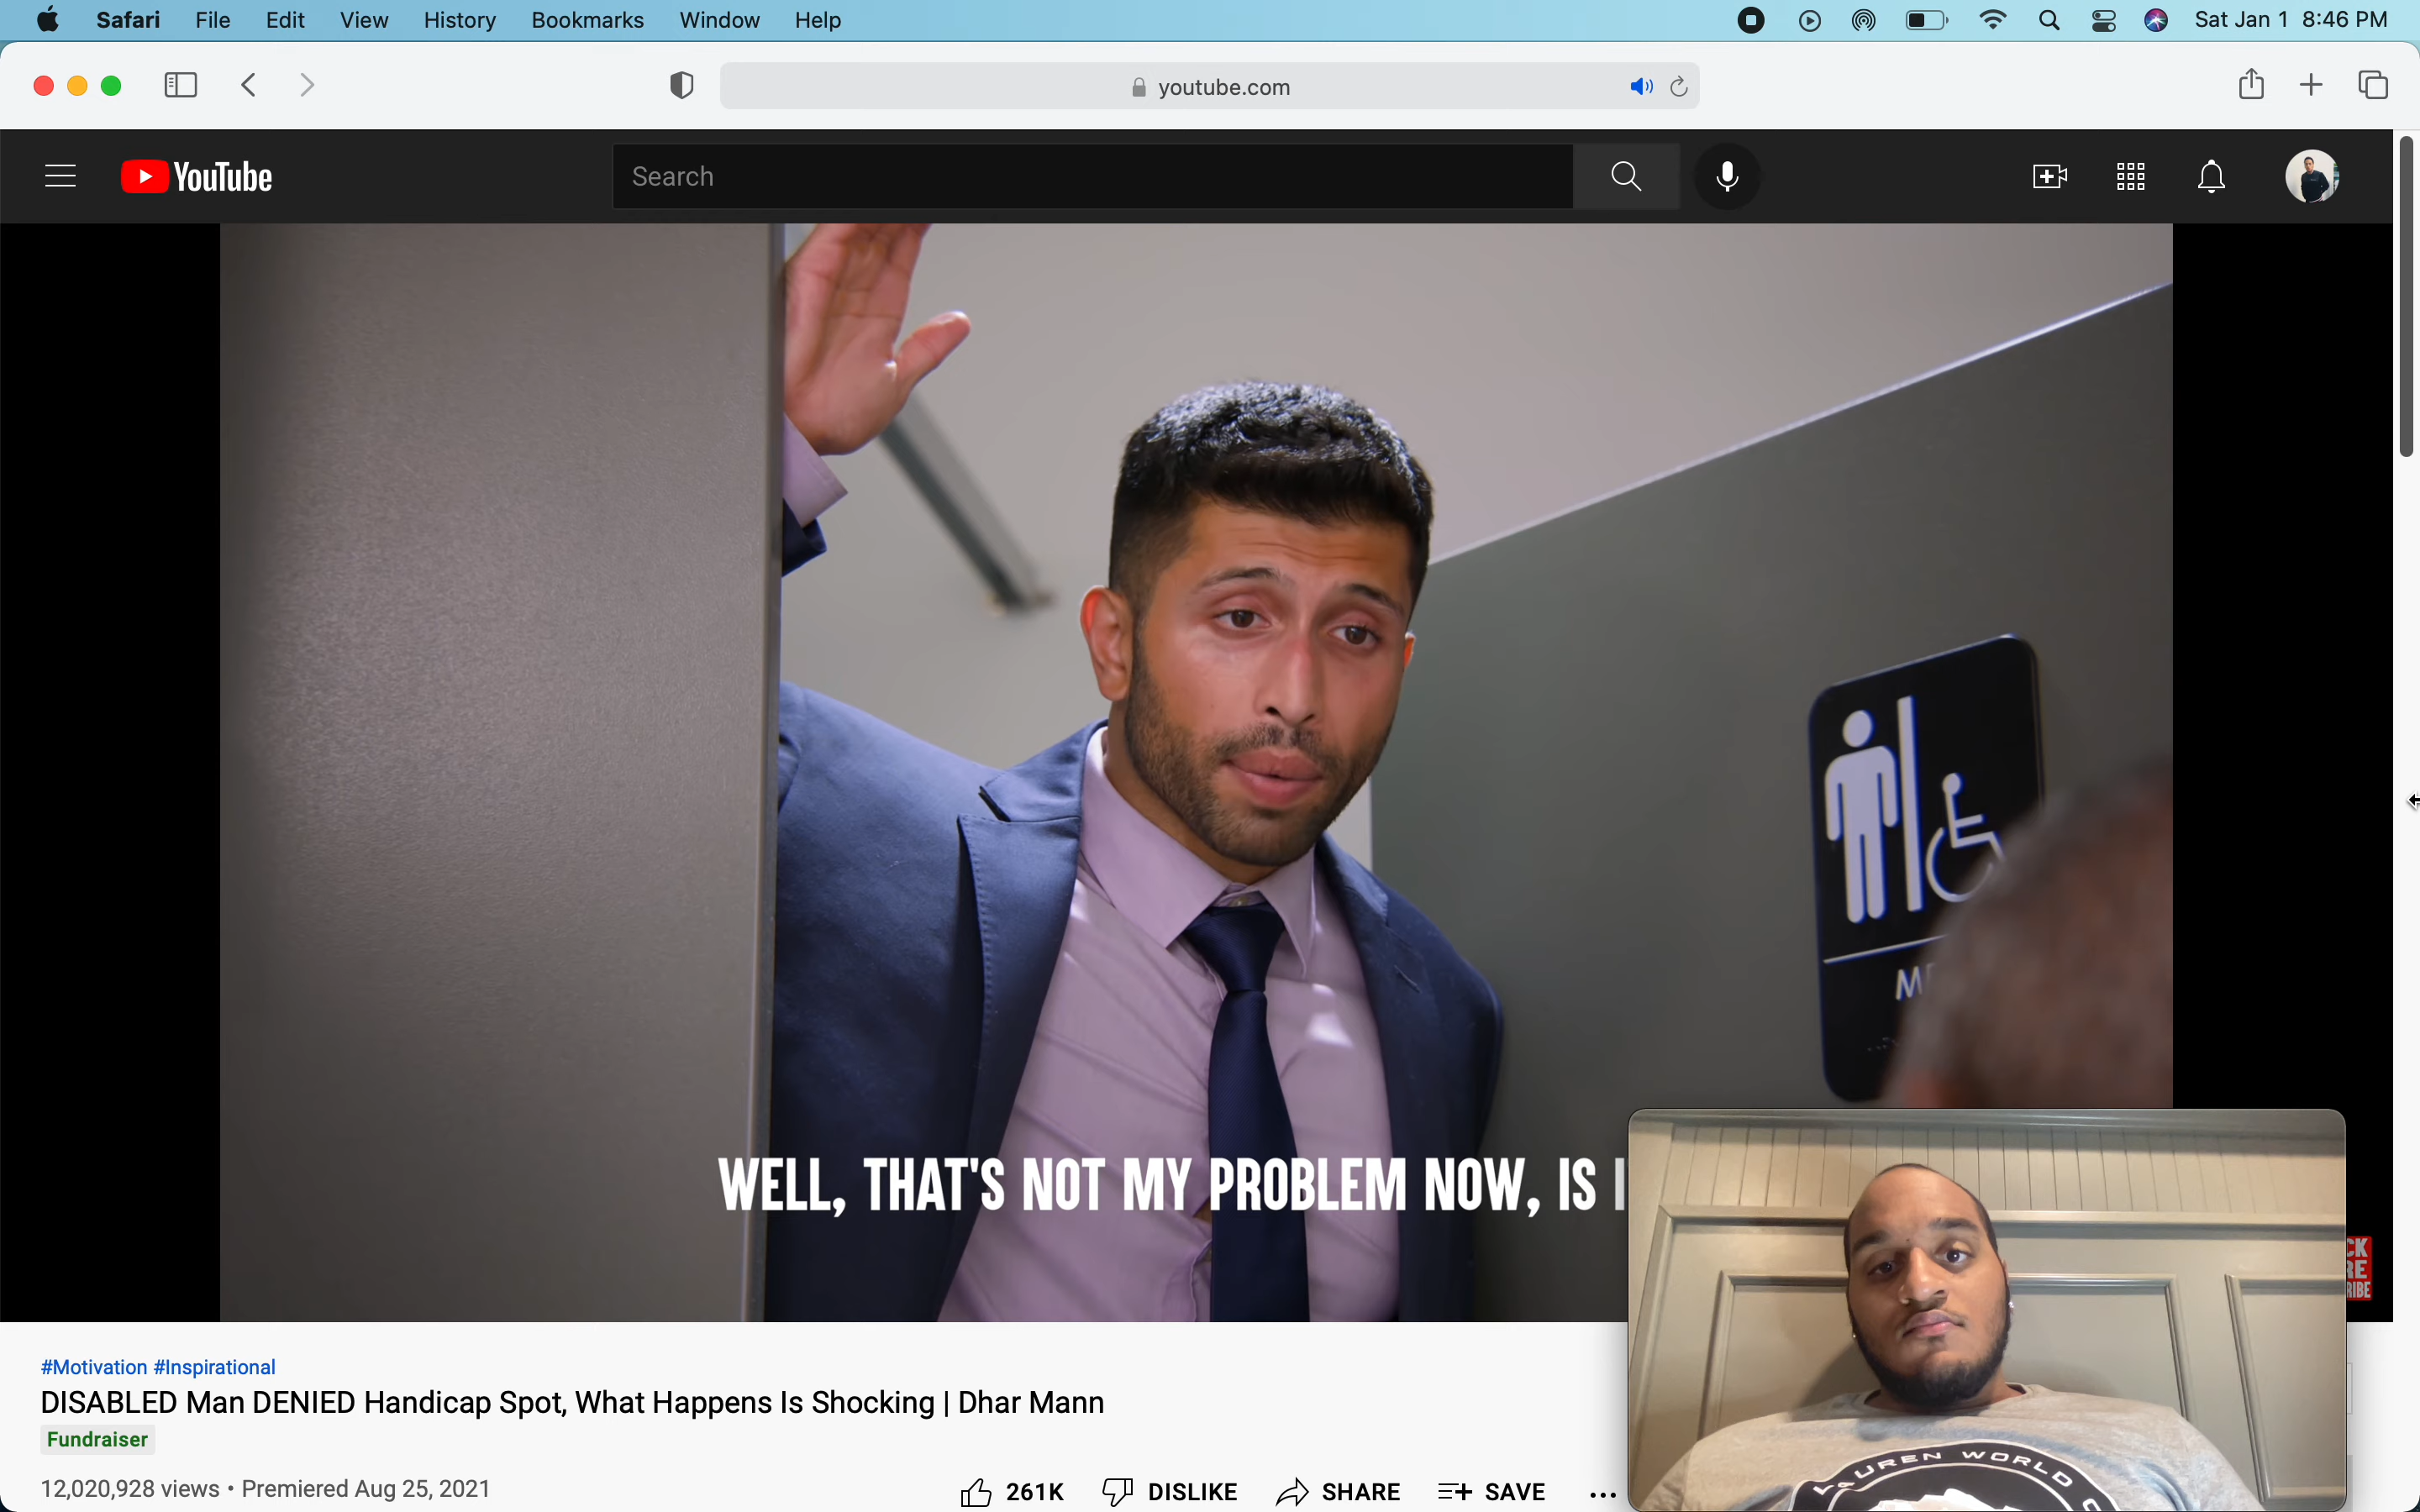 Safari File Edit View History Bookmarks Window Help Sat Jan 1 8:46 PM
youtube.com
YouTube Search
WELL, THAT'S NOT MY PROBLEM NOW, IS
#Motivation #Inspirational
DISABLED Man DENIED Handicap Spot, What Happens Is Shocking | Dhar Mann
Fundraiser
12,020,928 views • Premiered Aug 25, 2021 261K DISLIKE SHARE SAVE
WORLD